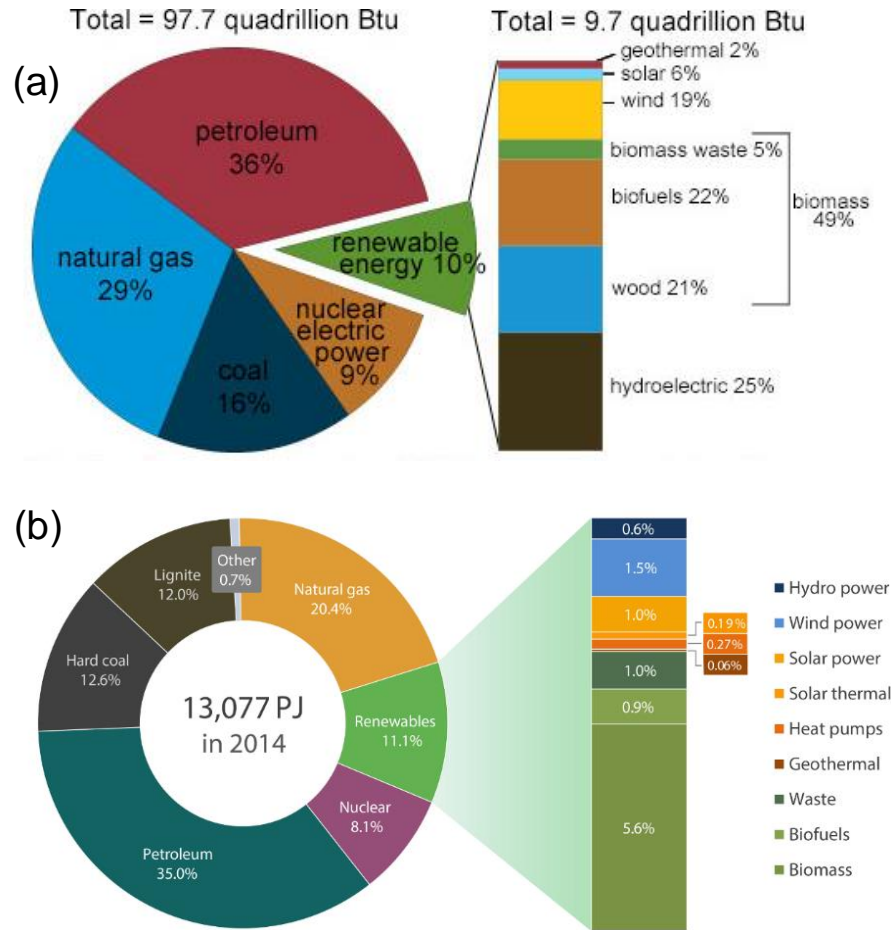 Total = 97.7 quadrillion Btu
Total = 9.7 quadrillion Btu
(a)
petroleum
36%
natural gas
29%
coal
16%
nuclear
electric
power
9%
renewable
energy 10%
geothermal 2%
solar 6%
wind 19%
biomass waste 5%
biofuels 22%
biomass
49%
wood 21%
hydroelectric 25%
(b)
Other
0.7%
Natural gas
20.4%
Lignite
12.0%
Hard coal
12.6%
13,077 PJ
in 2014
Renewables
11.1%
Nuclear
8.1%
Petroleum
35.0%
0.6%
1.5%
1.0%
0.19%
0.27%
0.06%
1.0%
0.9%
5.6%
Hydro power
Wind power
Solar power
Solar thermal
Heat pumps
Geothermal
Waste
Biofuels
Biomass